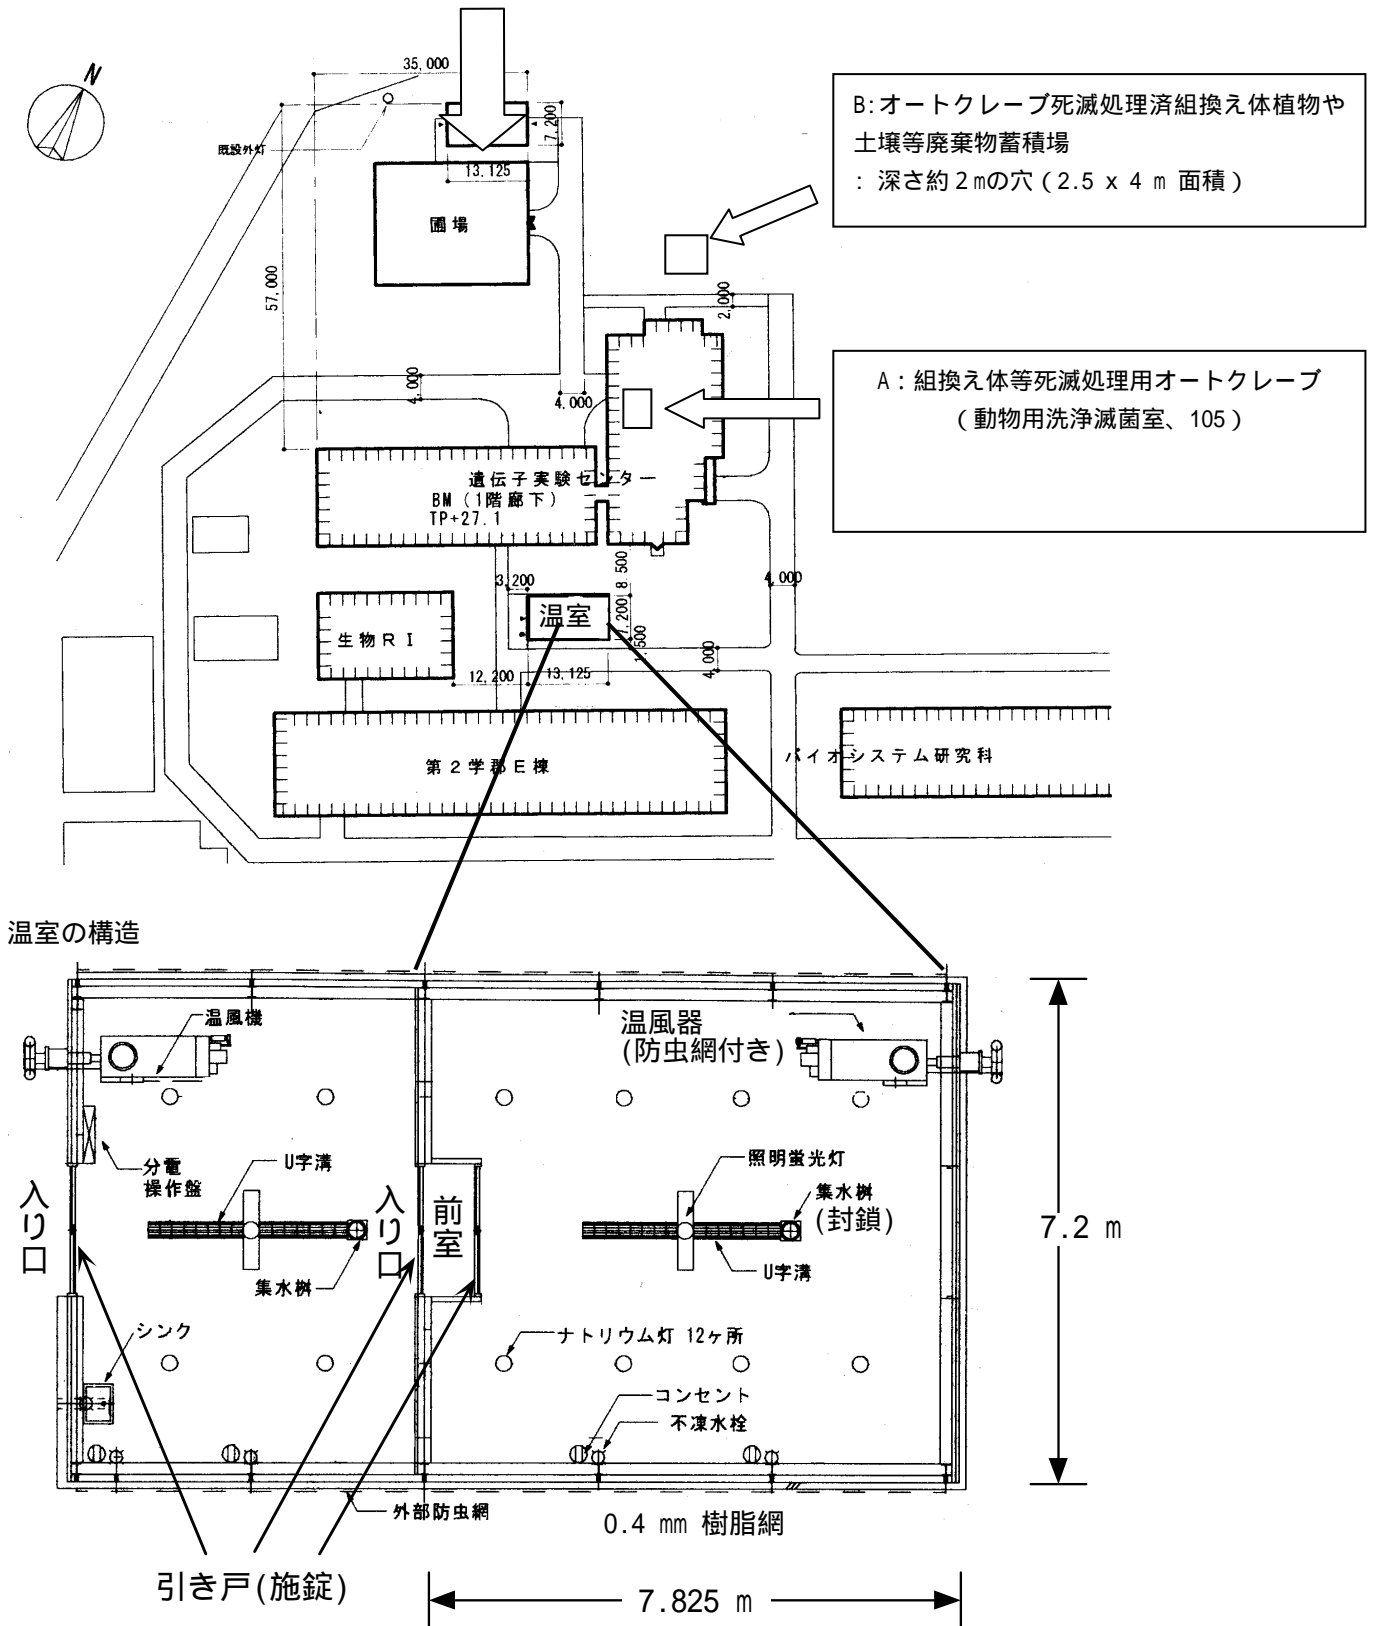 N
35,000
既設外灯
7,200
13,125
圃場
57,000
B:オートクレーブ死滅処理済組換え体植物や
土壌等廃棄物蓄積場
：深さ約２ｍの穴（2.5 x 4 ｍ 面積）
2,000
4,000
4,000
A：組換え体等死滅処理用オートクレーブ
（動物用洗浄滅菌室、105）
遺伝子実験センター
BM（1階廊下）
TP+27.1
3,200
8,500
4,000
温室
7,200
1,500
生物ＲＩ
12,200
13,125
4,000
第２学群Ｅ棟
バイオシステム研究科
温室の構造
温風機
温風器
(防虫網付き)
分電
操作盤
U字溝
照明蛍光灯
集水桝
(封鎖)
入り口
入り口
前室
7.2 ｍ
集水桝
U字溝
シンク
ナトリウム灯 12ヶ所
コンセント
不凍水栓
外部防虫網
0.4 mm 樹脂網
引き戸(施錠)
7.825 ｍ